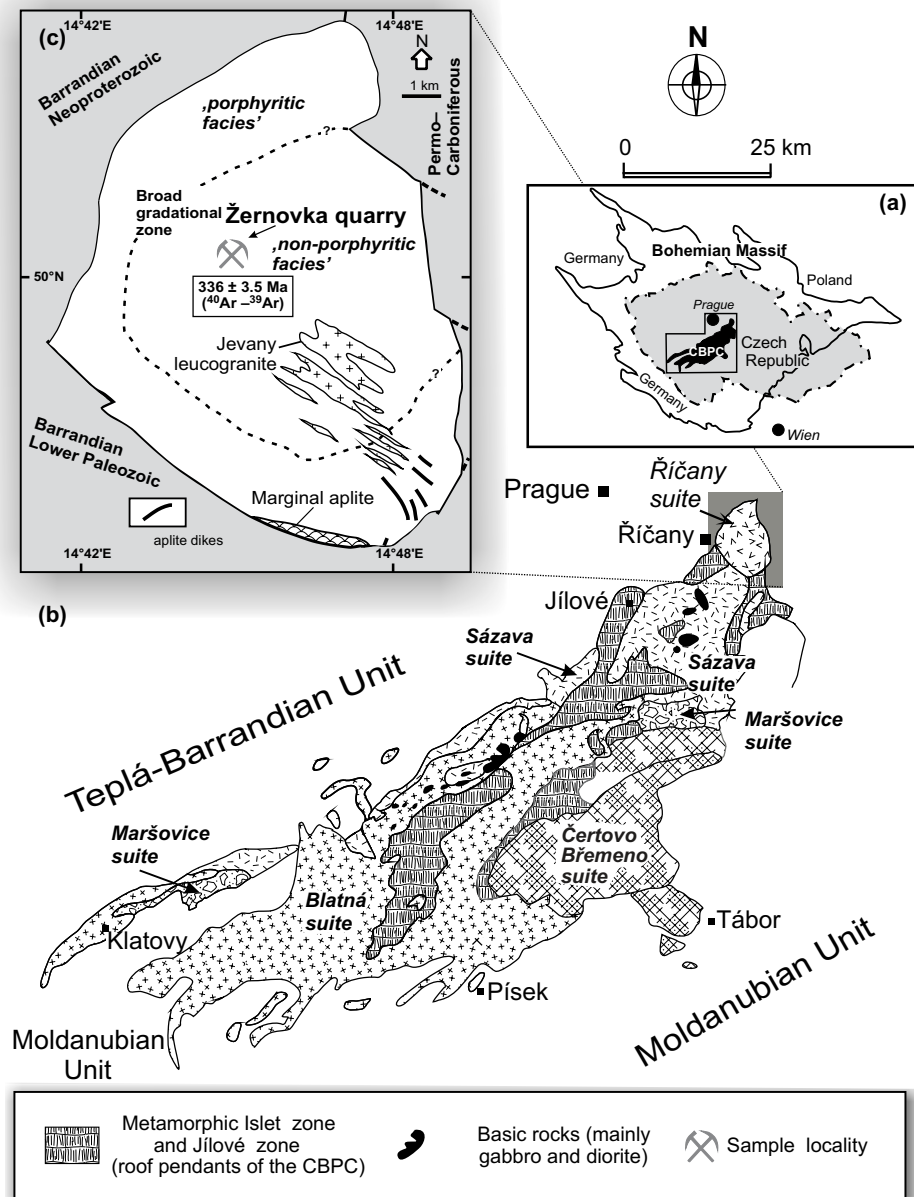 14°42'E
14°48'E
(c)
N
1 km
Barrandian
Neoproterozoic
‚porphyritic
facies’
Permo–
Carboniferous
?
Broad
gradational
zone
Žernovka quarry
‚non-porphyritic
facies’
50°N
336 ± 3.5 Ma
(⁴⁰Ar –³⁹Ar)
Jevany
leucogranite
?
Barrandian
Lower Paleozoic
Marginal aplite
aplite dikes
14°42'E
14°48'E
N
0
25 km
(a)
Germany
Bohemian Massif
Poland
Prague
CBPC
Czech
Republic
Germany
Wien
(b)
Prague
Říčany
suite
Říčany
Jílové
Sázava
suite
Sázava
suite
Maršovice
suite
Teplá-Barrandian Unit
Maršovice
suite
Čertovo
Břemeno
suite
Blatná
suite
Klatovy
Tábor
Písek
Moldanubian Unit
Moldanubian
Unit
Metamorphic Islet zone
and Jílové zone
(roof pendants of the CBPC)
Basic rocks (mainly
gabbro and diorite)
Sample locality